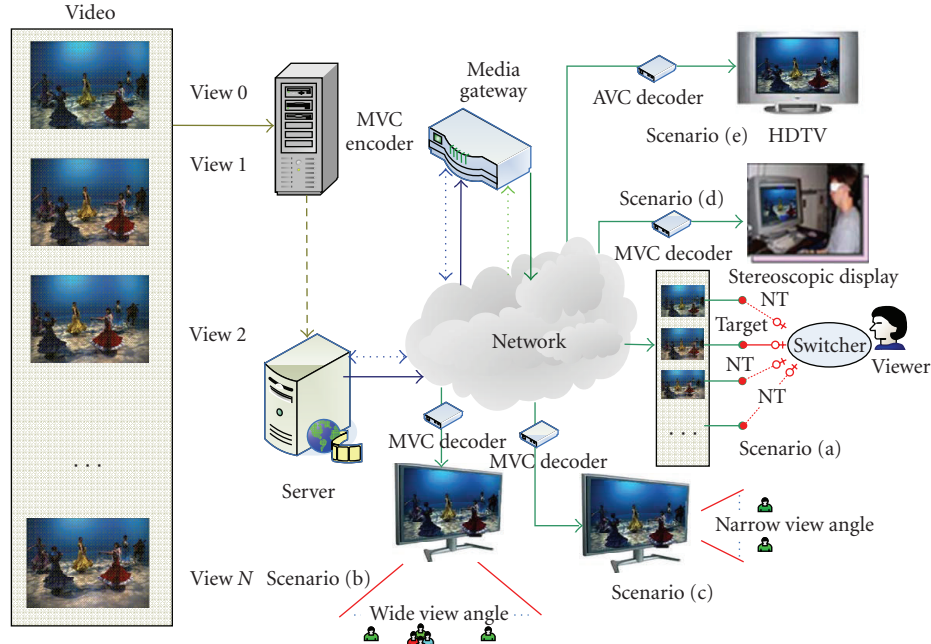 Video
View 0
View 1
View 2
. . .
View N
MVC
encoder
Media
gateway
AVC decoder
Scenario (e)
HDTV
Scenario (d)
MVC decoder
Stereoscopic display
Network
NT
Target
NT
NT
Switcher
Viewer
. . .
Scenario (a)
Server
MVC decoder
MVC decoder
Scenario (b)
Wide view angle
Scenario (c)
Narrow view angle